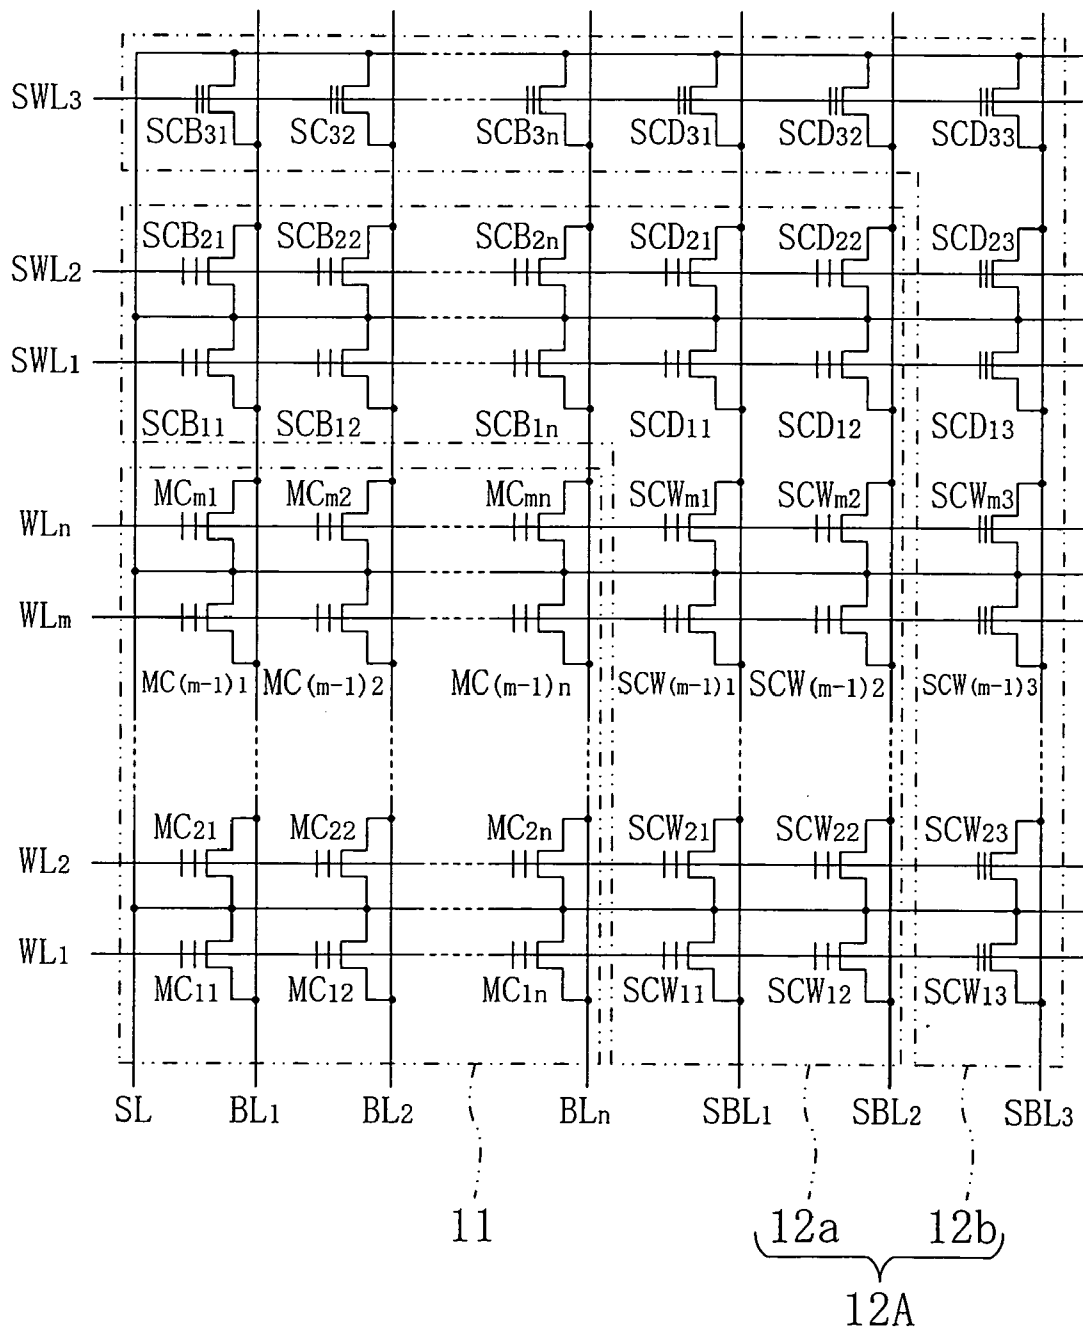 SWL3
SCB31 SC32 SCB3n SCD31 SCD32 SCD33
SCB21 SCB22 SCB2n SCD21 SCD22 SCD23
SWL2
SWL1
SCB11 SCB12 SCB1n SCD11 SCD12 SCD13
MCm1 MCm2 MCmn SCWm1 SCWm2 SCWm3
WLn
WLm
MC(m-1)1 MC(m-1)2 MC(m-1)n SCW(m-1)1 SCW(m-1)2 SCW(m-1)3
MC21 MC22 MC2n SCW21 SCW22 SCW23
WL2
WL1
MC11 MC12 MC1n SCW11 SCW12 SCW13
SL BL1 BL2 BLn SBL1 SBL2 SBL3
11 12a 12b
12A